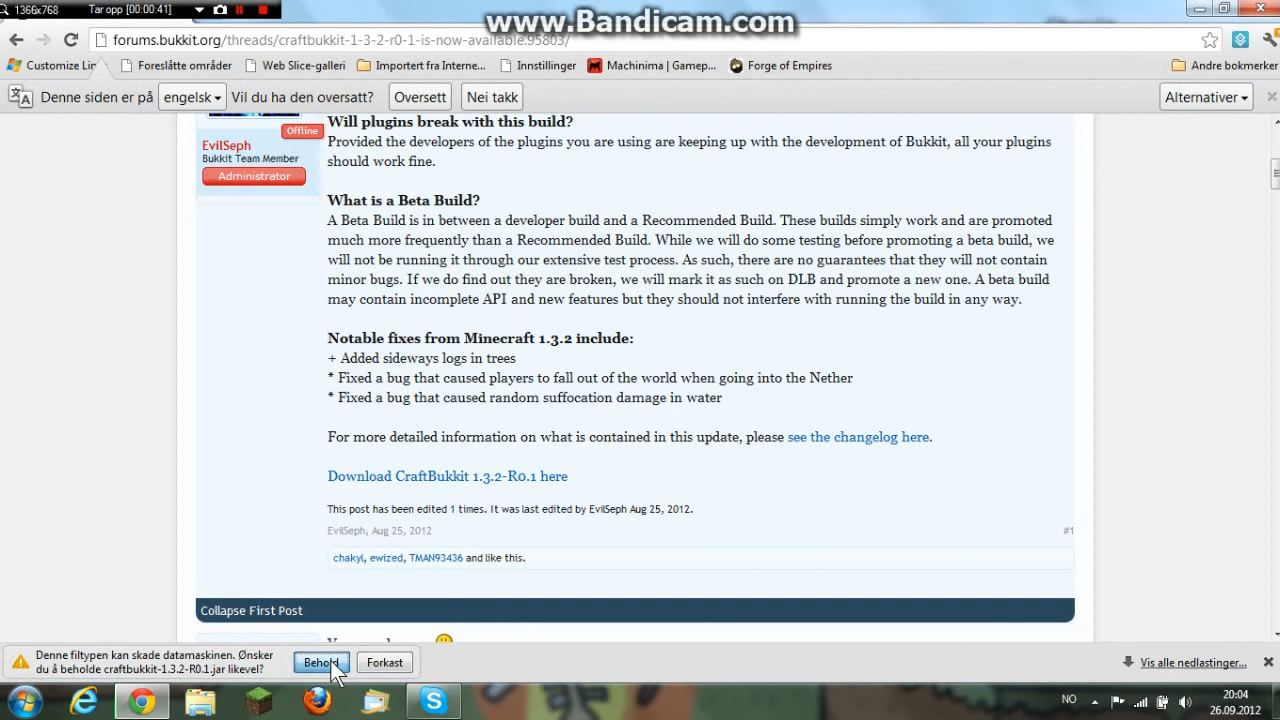 1366x768
Tar opp [00:00:41]
www.Bandicam.com
forums.bukkit.org/threads/craftbukkit-1-3-2-r0-1-is-now-available.95803/
Customize Lin
Foreslåtte områder
Web Slice-galleri
Importert fra Interne...
Innstillinger
Machinima | Gamep...
Forge of Empires
Andre bokmerker
Denne siden er på
engelsk
Vil du ha den oversatt?
Oversett
Nei takk
Alternativer
Offline
EvilSeph
Bukkit Team Member
Administrator
Will plugins break with this build?
Provided the developers of the plugins you are using are keeping up with the development of Bukkit, all your plugins
should work fine.
What is a Beta Build?
A Beta Build is in between a developer build and a Recommended Build. These builds simply work and are promoted
much more frequently than a Recommended Build. While we will do some testing before promoting a beta build, we
will not be running it through our extensive test process. As such, there are no guarantees that they will not contain
minor bugs. If we do find out they are broken, we will mark it as such on DLB and promote a new one. A beta build
may contain incomplete API and new features but they should not interfere with running the build in any way.
Notable fixes from Minecraft 1.3.2 include:
+ Added sideways logs in trees
* Fixed a bug that caused players to fall out of the world when going into the Nether
* Fixed a bug that caused random suffocation damage in water
For more detailed information on what is contained in this update, please see the changelog here.
Download CraftBukkit 1.3.2-R0.1 here
This post has been edited 1 times. It was last edited by EvilSeph Aug 25, 2012.
EvilSeph, Aug 25, 2012
#1
chakyl, ewized, TMAN93436 and like this.
Collapse First Post
Denne filtypen kan skade datamaskinen. Ønsker
du å beholde craftbukkit-1.3.2-R0.1.jar likevel?
Behold
Forkast
Vis alle nedlastinger...
NO
20:04
26.09.2012